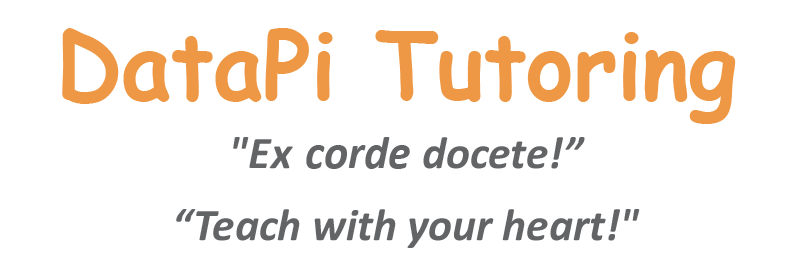 DataPi Tutoring
"Ex corde docete!”
“Teach with your heart!"